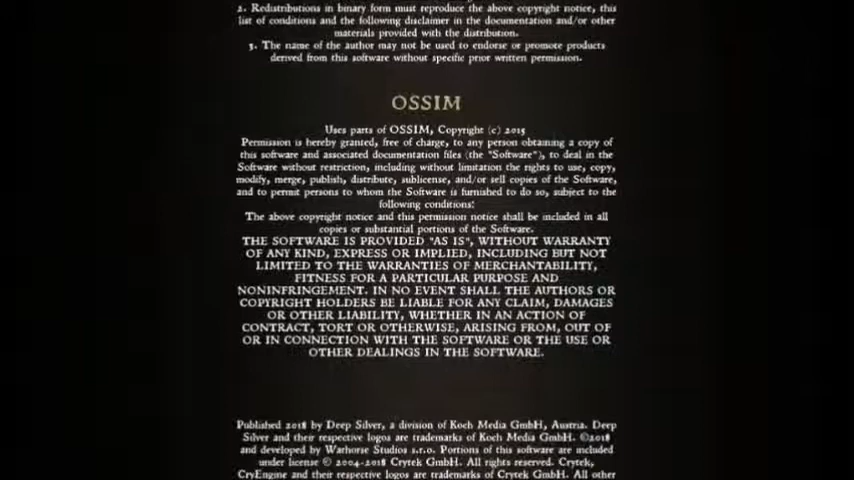 2. Redistributions in binary form must reproduce the above copyright notice, this
list of conditions and the following disclaimer in the documentation and/or other
materials provided with the distribution.
3. The name of the author may not be used to endorse or promote products
derived from this software without specific prior written permission.
OSSIM
Uses parts of OSSIM, Copyright (c) 2015
Permission is hereby granted, free of charge, to any person obtaining a copy of
this software and associated documentation files (the "Software"), to deal in the
Software without restriction, including without limitation the rights to use, copy,
modify, merge, publish, distribute, sublicense, and/or sell copies of the Software,
and to permit persons to whom the Software is furnished to do so, subject to the
following conditions:
The above copyright notice and this permission notice shall be included in all
copies or substantial portions of the Software.
THE SOFTWARE IS PROVIDED "AS IS", WITHOUT WARRANTY
OF ANY KIND, EXPRESS OR IMPLIED, INCLUDING BUT NOT
LIMITED TO THE WARRANTIES OF MERCHANTABILITY,
FITNESS FOR A PARTICULAR PURPOSE AND
NONINFRINGEMENT. IN NO EVENT SHALL THE AUTHORS OR
COPYRIGHT HOLDERS BE LIABLE FOR ANY CLAIM, DAMAGES
OR OTHER LIABILITY, WHETHER IN AN ACTION OF
CONTRACT, TORT OR OTHERWISE, ARISING FROM, OUT OF
OR IN CONNECTION WITH THE SOFTWARE OR THE USE OR
OTHER DEALINGS IN THE SOFTWARE.
Published 2018 by Deep Silver, a division of Koch Media GmbH, Austria. Deep
Silver and their respective logos are trademarks of Koch Media GmbH. ©2018
and developed by Warhorse Studios s.r.o. Portions of this software are included
under license © 2004-2018 Crytek GmbH. All rights reserved. Crytek,
CryEngine and their respective logos are trademarks of Crytek GmbH. All other